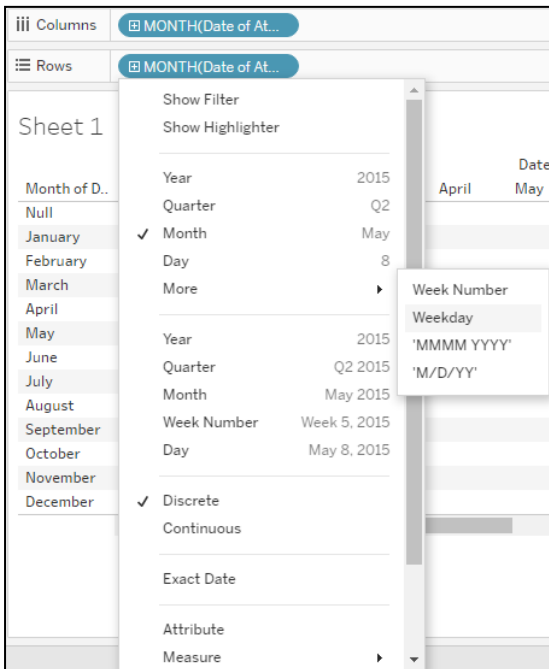 Columns MONTH(Date of At...
Rows MONTH(Date of At...
Sheet 1
Show Filter
Show Highlighter
Date
Month of D.. April May
Null
January
February
March
April
May
June
July
August
September
October
November
December
Year 2015
Quarter Q2
Month May
Day 8
More
Week Number
Weekday
'MMMM YYYY'
'M/D/YY'
Year 2015
Quarter Q2 2015
Month May 2015
Week Number Week 5, 2015
Day May 8, 2015
Discrete
Continuous
Exact Date
Attribute
Measure